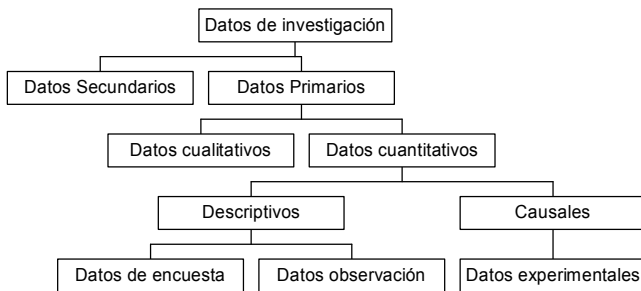 Datos de investigación
Datos Secundarios
Datos Primarios
Datos cualitativos
Datos cuantitativos
Descriptivos
Causales
Datos de encuesta
Datos observación
Datos experimentales